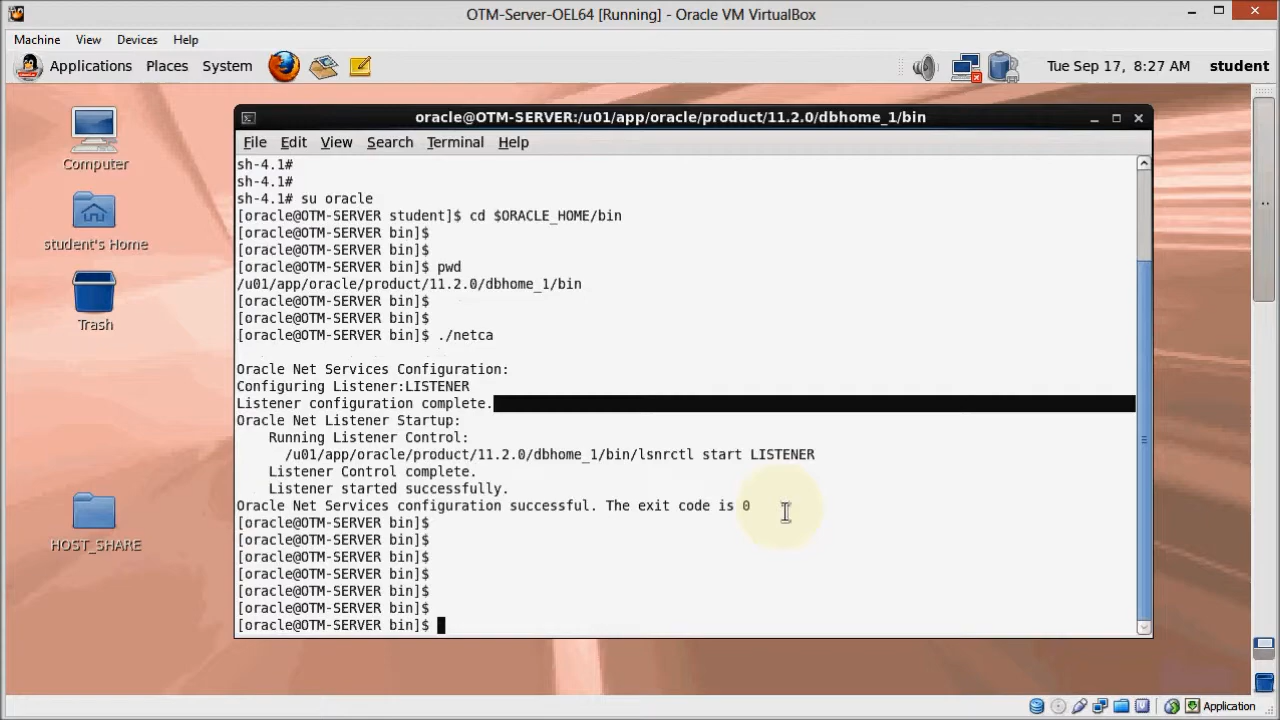 OTM-Server-OEL64 [Running] - Oracle VM VirtualBox
Machine View Devices Help
Applications Places System Tue Sep 17, 8:27 AM student
oracle@OTM-SERVER:/u01/app/oracle/product/11.2.0/dbhome_1/bin
File Edit View Search Terminal Help
Computer
student's Home
Trash
HOST_SHARE
sh-4.1#
sh-4.1#
sh-4.1# su oracle
[oracle@OTM-SERVER student]$ cd $ORACLE_HOME/bin
[oracle@OTM-SERVER bin]$
[oracle@OTM-SERVER bin]$
[oracle@OTM-SERVER bin]$ pwd
/u01/app/oracle/product/11.2.0/dbhome_1/bin
[oracle@OTM-SERVER bin]$
[oracle@OTM-SERVER bin]$
[oracle@OTM-SERVER bin]$ ./netca
Oracle Net Services Configuration:
Configuring Listener:LISTENER
Listener configuration complete.
Oracle Net Listener Startup:
Running Listener Control:
/u01/app/oracle/product/11.2.0/dbhome_1/bin/lsnrctl start LISTENER
Listener Control complete.
Listener started successfully.
Oracle Net Services configuration successful. The exit code is 0
[oracle@OTM-SERVER bin]$
[oracle@OTM-SERVER bin]$
[oracle@OTM-SERVER bin]$
[oracle@OTM-SERVER bin]$
[oracle@OTM-SERVER bin]$
[oracle@OTM-SERVER bin]$
[oracle@OTM-SERVER bin]$
Application